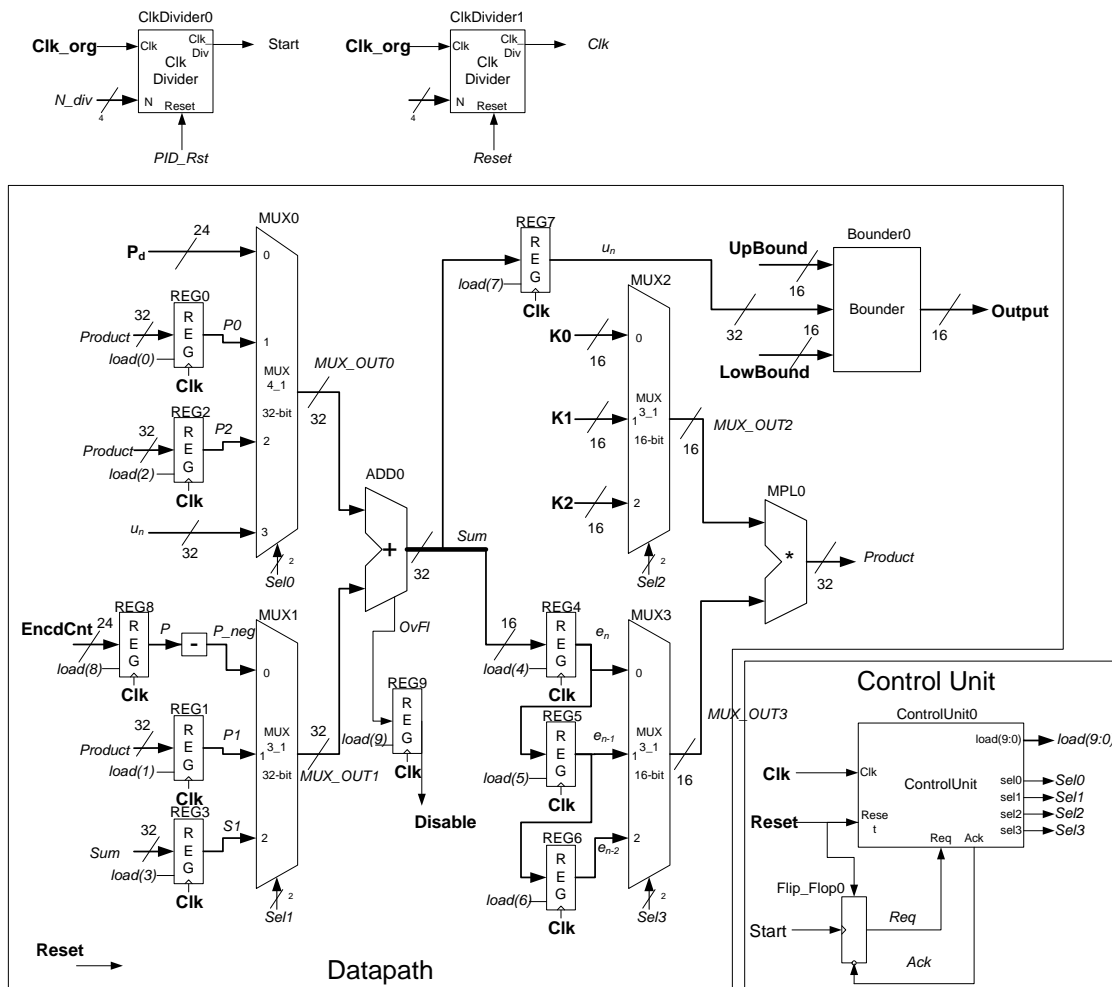 ClkDivider0
Clk_org
Clk
Clk_
Div
Start
Clk
Divider
N_div
4
N
Reset
PID_Rst
ClkDivider1
Clk_org
Clk
Clk_
Div
Clk
Clk
Divider
4
N
Reset
Reset
MUX0
Pd
24
0
REG0
32
Product
R
E
G
P0
1
load(0)
Clk
MUX
4_1
32-bit
MUX_OUT0
32
REG2
32
Product
R
E
G
P2
2
load(2)
Clk
un
32
3
2
Sel0
ADD0
+
32
Sum
OvFl
REG8
EncdCnt
24
R
E
G
P
-
P_neg
load(8)
Clk
MUX1
0
REG1
32
Product
R
E
G
P1
1
load(1)
Clk
MUX
3_1
32-bit
32
MUX_OUT1
REG3
32
Sum
R
E
G
S1
2
load(3)
Clk
2
Sel1
REG9
R
E
G
load(9)
Clk
Disable
REG7
R
E
G
load(7)
Clk
un
32
MUX2
K0
16
0
K1
16
1
MUX
3_1
16-bit
MUX_OUT2
16
K2
16
2
2
Sel2
Bounder0
UpBound
16
Bounder
16
LowBound
16
Output
MPL0
*
32
Product
REG4
16
R
E
G
en
load(4)
Clk
REG5
R
E
G
en-1
load(5)
Clk
REG6
R
E
G
en-2
load(6)
Clk
MUX3
0
1
MUX
3_1
16-bit
2
MUX_OUT3
16
2
Sel3
Reset
Datapath
Control Unit
ControlUnit0
load(9:0)
load(9:0)
Clk
Clk
ControlUnit
sel0
Sel0
sel1
Sel1
sel2
Sel2
sel3
Sel3
Reset
Rese
t
Req
Ack
Flip_Flop0
Start
Req
Ack